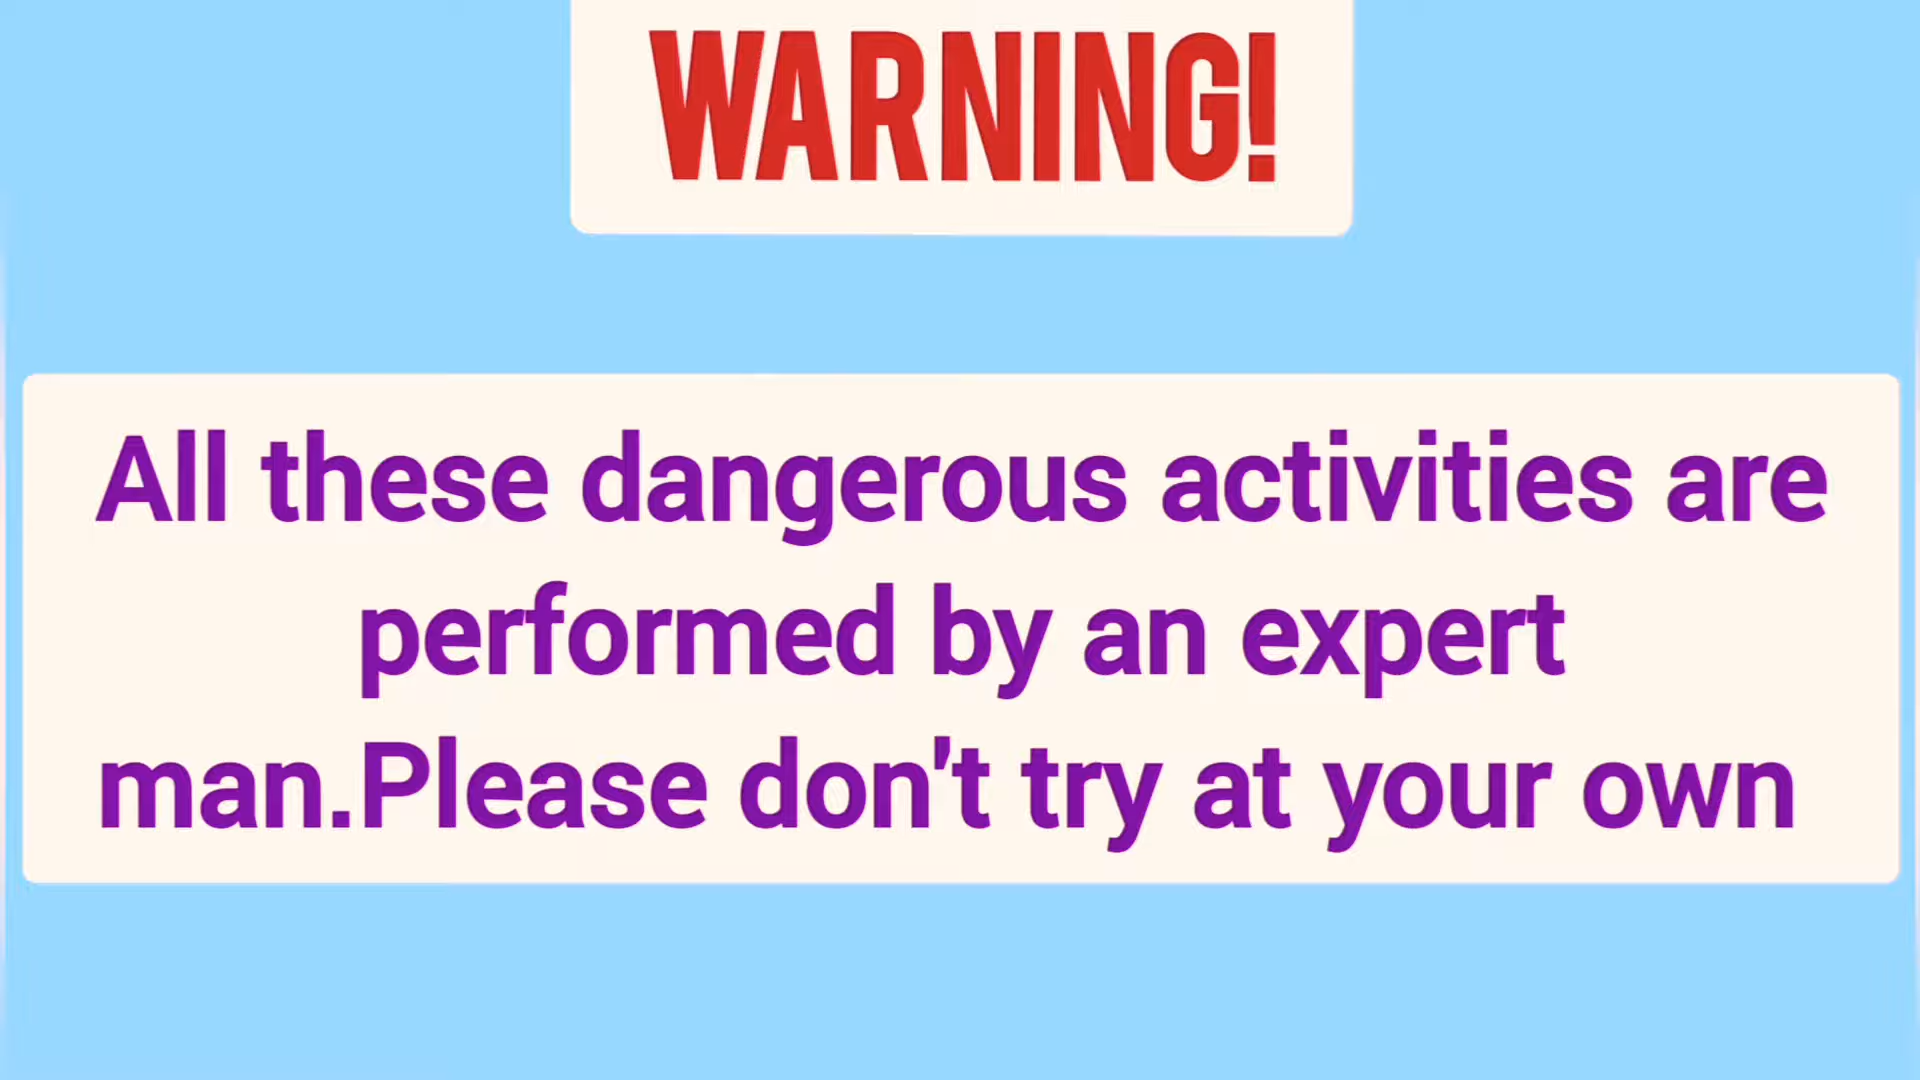 WARNING!
All these dangerous activities are
performed by an expert
man.Please don't try at your own